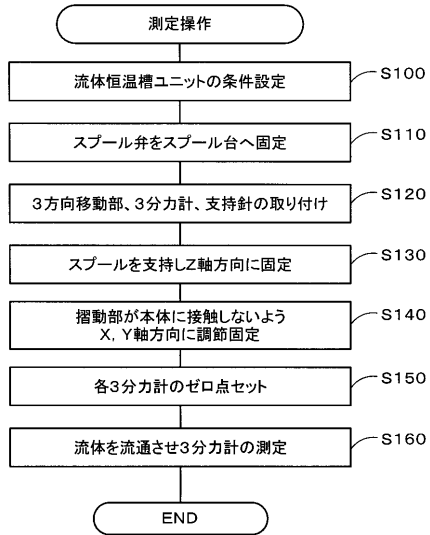 測定操作
流体恒温槽ユニットの条件設定
S100
スプール弁をスプール台へ固定
S110
3方向移動部、3分力計、支持針の取り付け
S120
スプールを支持しZ軸方向に固定
S130
摺動部が本体に接触しないよう
X, Y軸方向に調節固定
S140
各3分力計のゼロ点セット
S150
流体を流通させ3分力計の測定
S160
END